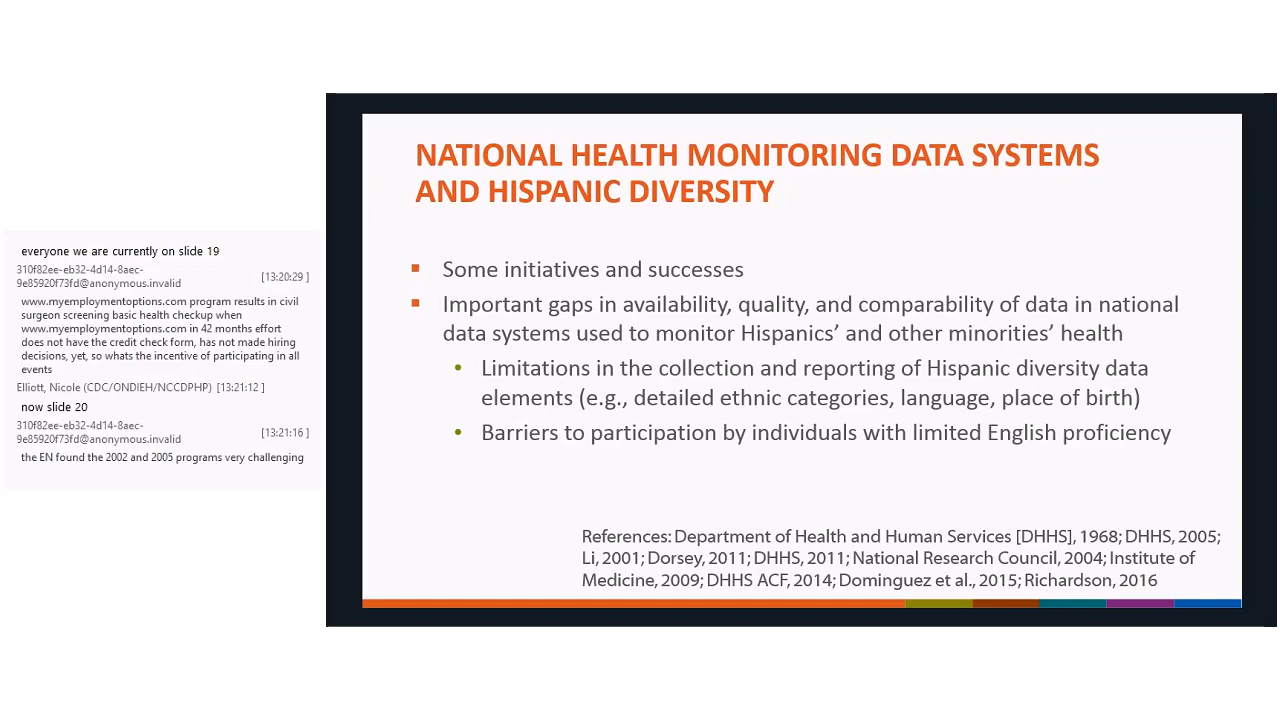 everyone we are currently on slide 19
310f82ee-eb32-4d14-8aec-
9e85920f73fd@anonymous.invalid [13:20:29 ]
www.myemploymentoptions.com program results in civil
surgeon screening basic health checkup when
www.myemploymentoptions.com in 42 months effort
does not have the credit check form, has not made hiring
decisions, yet, so whats the incentive of participating in all
events
Elliott, Nicole (CDC/ONDIEH/NCCDPHP) [13:21:12 ]
now slide 20
310f82ee-eb32-4d14-8aec-
9e85920f73fd@anonymous.invalid [13:21:16 ]
the EN found the 2002 and 2005 programs very challenging
NATIONAL HEALTH MONITORING DATA SYSTEMS
AND HISPANIC DIVERSITY
Some initiatives and successes
Important gaps in availability, quality, and comparability of data in national
data systems used to monitor Hispanics’ and other minorities’ health
Limitations in the collection and reporting of Hispanic diversity data
elements (e.g., detailed ethnic categories, language, place of birth)
Barriers to participation by individuals with limited English proficiency
References: Department of Health and Human Services [DHHS], 1968; DHHS, 2005;
Li, 2001; Dorsey, 2011; DHHS, 2011; National Research Council, 2004; Institute of
Medicine, 2009; DHHS ACF, 2014; Dominguez et al., 2015; Richardson, 2016